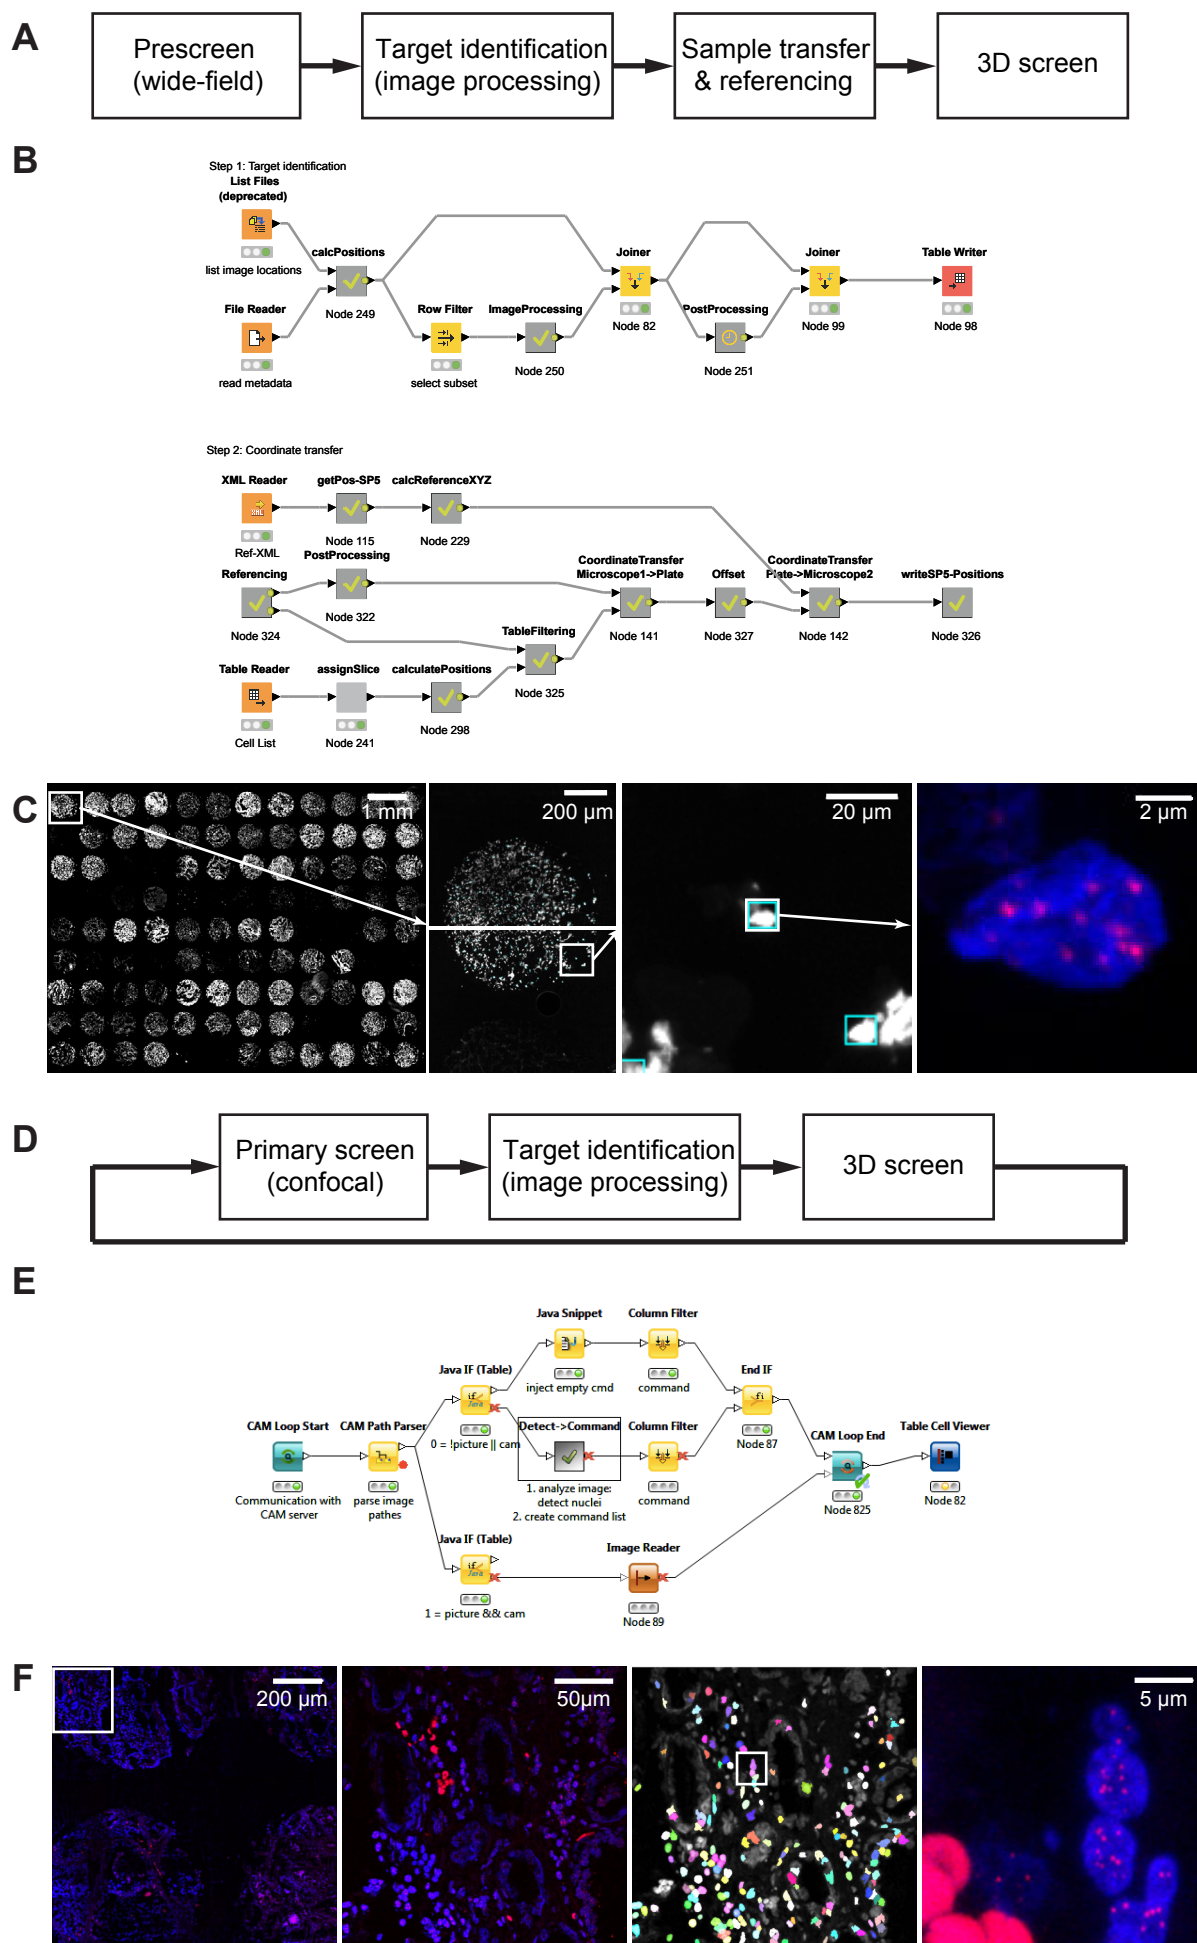 A
Prescreen
(wide-field)
Target identification
(image processing)
Sample transfer
& referencing
3D screen
B
Step 1: Target identification
List Files
(deprecated)
list image locations
calcPositions
Node 249
File Reader
read metadata
Row Filter
select subset
ImageProcessing
Node 250
Joiner
Node 82
PostProcessing
Node 251
Joiner
Node 99
Table Writer
Node 98
Step 2: Coordinate transfer
XML Reader
XML
Ref-XML
getPos-SP5
Node 115
calcReferenceXYZ
Node 229
Referencing
Node 324
PostProcessing
Node 322
Table Reader
Cell List
assignSlice
Node 241
calculatePositions
Node 298
TableFiltering
Node 325
CoordinateTransfer
Microscope1->Plate
Node 141
Offset
Node 327
CoordinateTransfer
Plate->Microscope2
Node 142
writeSP5-Positions
Node 326
C
1 mm
200 µm
20 µm
2 µm
D
Primary screen
(confocal)
Target identification
(image processing)
3D screen
E
CAM Loop Start
Communication with
CAM server
CAM Path Parser
parse image
pathes
Java IF (Table)
if
Java
0 = !picture || cam
Java Snippet
inject empty cmd
Column Filter
command
Detect->Command
1. analyze image:
detect nuclei
2. create command list
Column Filter
command
End IF
fi
Node 87
Java IF (Table)
if
Java
1 = picture && cam
Image Reader
Node 89
CAM Loop End
Node 825
Table Cell Viewer
Node 82
F
200 µm
50µm
5 µm